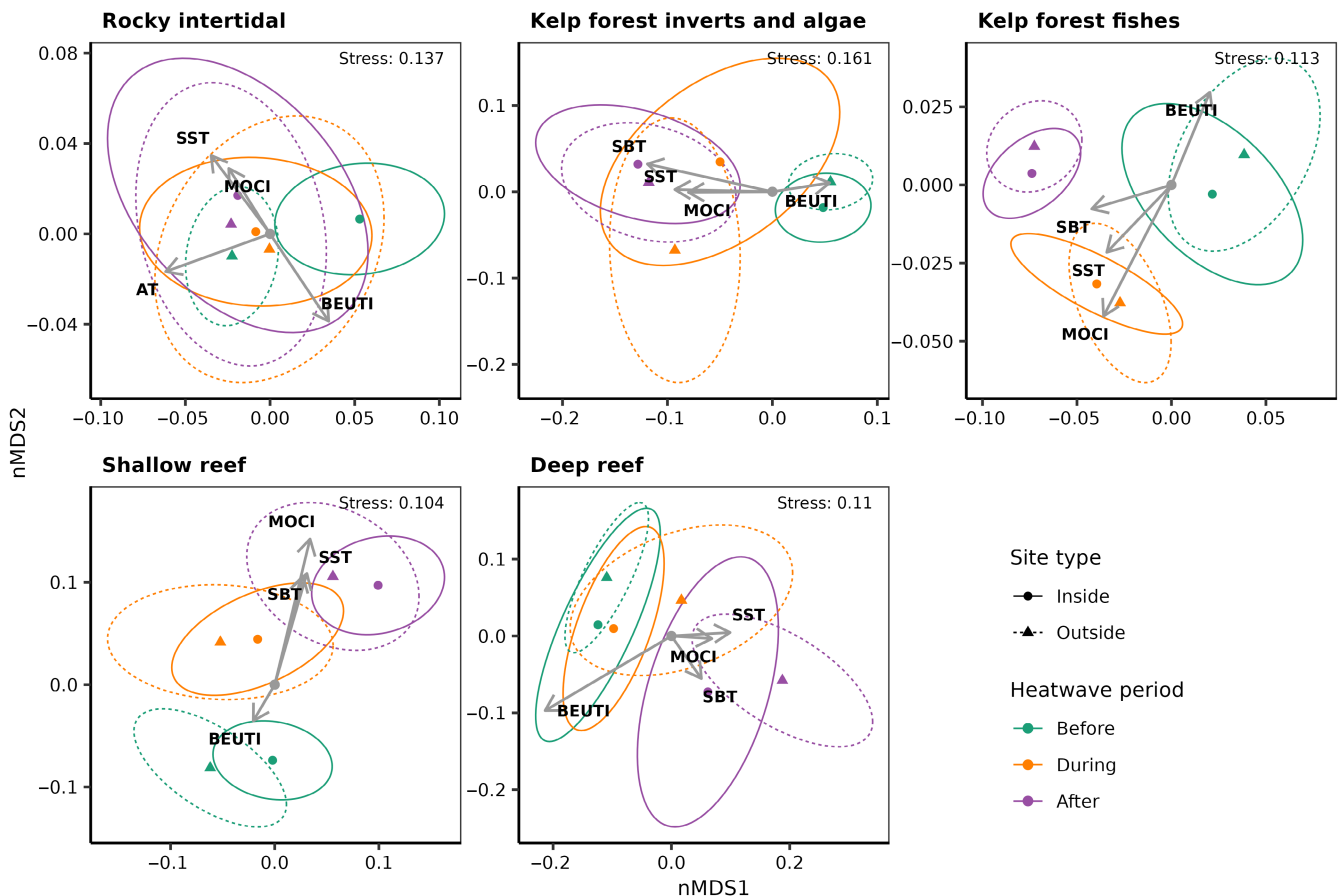 Rocky intertidal
Stress: 0.137
SST
MOCI
AT
BEUTI
0.08
0.04
0.00
−0.04
−0.10
−0.05
0.00
0.05
0.10
Kelp forest inverts and algae
Stress: 0.161
SBT
SST
MOCI
BEUTI
0.1
0.0
−0.1
−0.2
−0.2
−0.1
0.0
0.1
Kelp forest fishes
Stress: 0.113
BEUTI
SBT
SST
MOCI
0.025
0.000
−0.025
−0.050
−0.10
−0.05
0.00
0.05
nMDS2
Shallow reef
Stress: 0.104
MOCI
SST
SBT
BEUTI
0.1
0.0
−0.1
−0.1
0.0
0.1
Deep reef
Stress: 0.11
SST
MOCI
SBT
BEUTI
0.1
0.0
−0.1
−0.2
−0.2
0.0
0.2
nMDS1
Site type
Inside
Outside
Heatwave period
Before
During
After